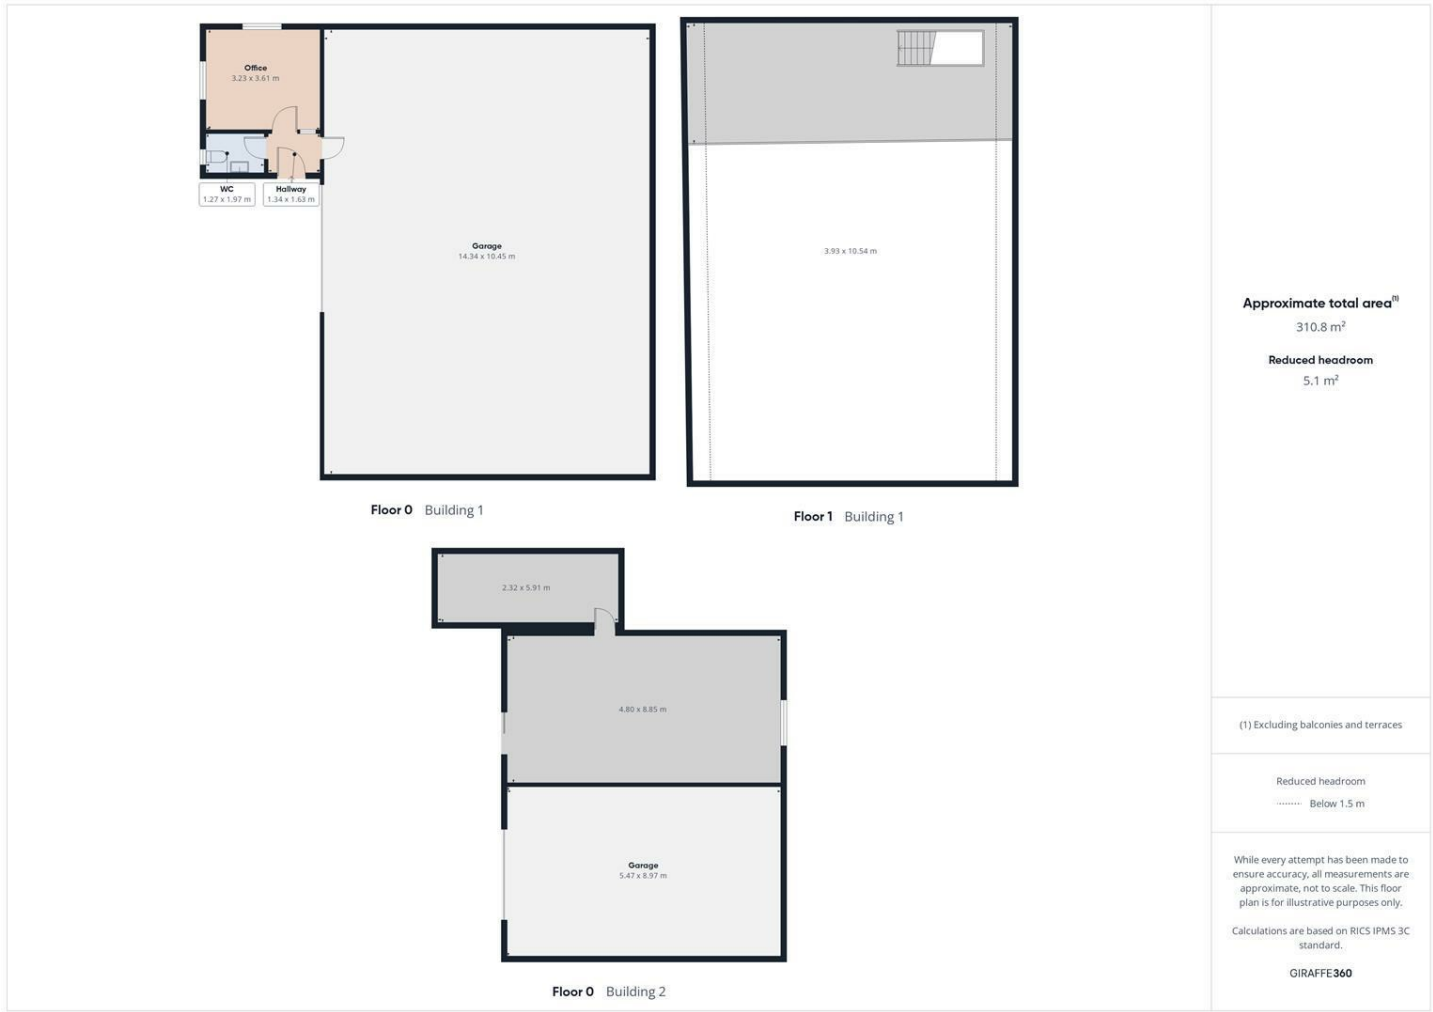 Office
3.23 x 3.61 m
WC
1.27 x 1.97 m
Hallway
1.34 x 1.63 m
Garage
14.34 x 10.45 m
Floor 0 Building 1
3.93 x 10.54 m
Floor 1 Building 1
2.32 x 5.91 m
4.80 x 8.85 m
Garage
5.47 x 8.97 m
Floor 0 Building 2
Approximate total area(1)
310.8 m²
Reduced headroom
5.1 m²
(1) Excluding balconies and terraces
Reduced headroom
Below 1.5 m
While every attempt has been made to
ensure accuracy, all measurements are
approximate, not to scale. This floor
plan is for illustrative purposes only.
Calculations are based on RICS IPMS 3C
standard.
GIRAFFE360